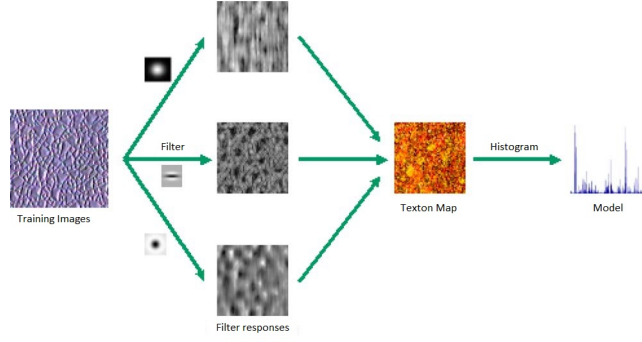 Filter
Histogram
Training Images
Texton Map
Model
Filter responses